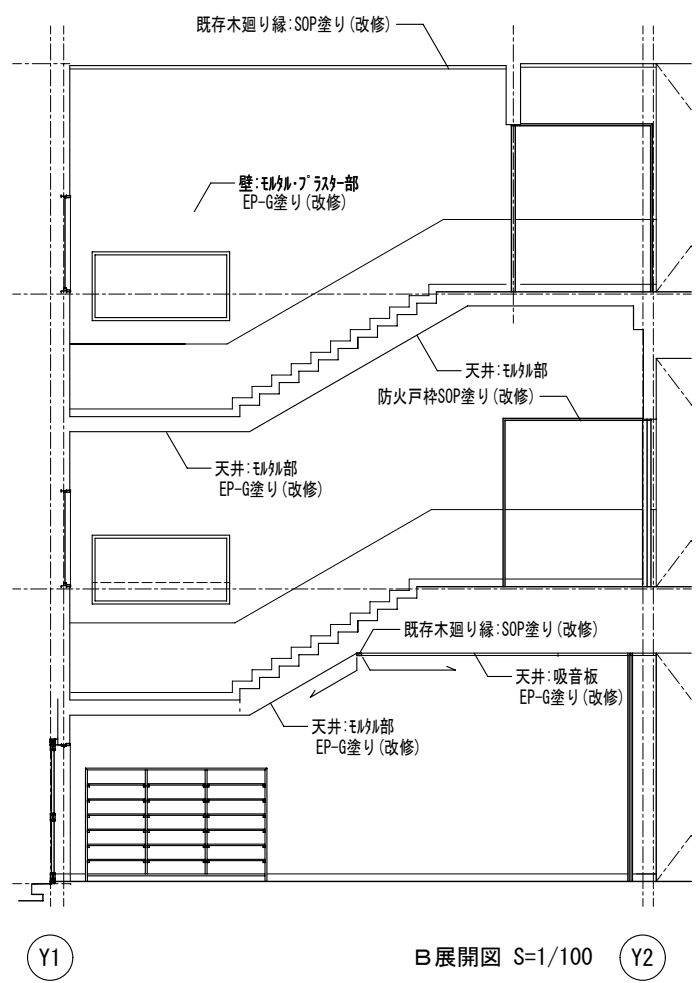 既存木廻り縁:SOP塗り(改修)
壁:ﾓﾙﾀﾙ･ﾌﾟﾗｽﾀｰ部
EP-G塗り(改修)
天井:ﾓﾙﾀﾙ部
防火戸枠SOP塗り(改修)
天井:ﾓﾙﾀﾙ部
EP-G塗り(改修)
既存木廻り縁:SOP塗り(改修)
天井:吸音板
EP-G塗り(改修)
天井:ﾓﾙﾀﾙ部
EP-G塗り(改修)
Y1
B展開図 S=1/100
Y2